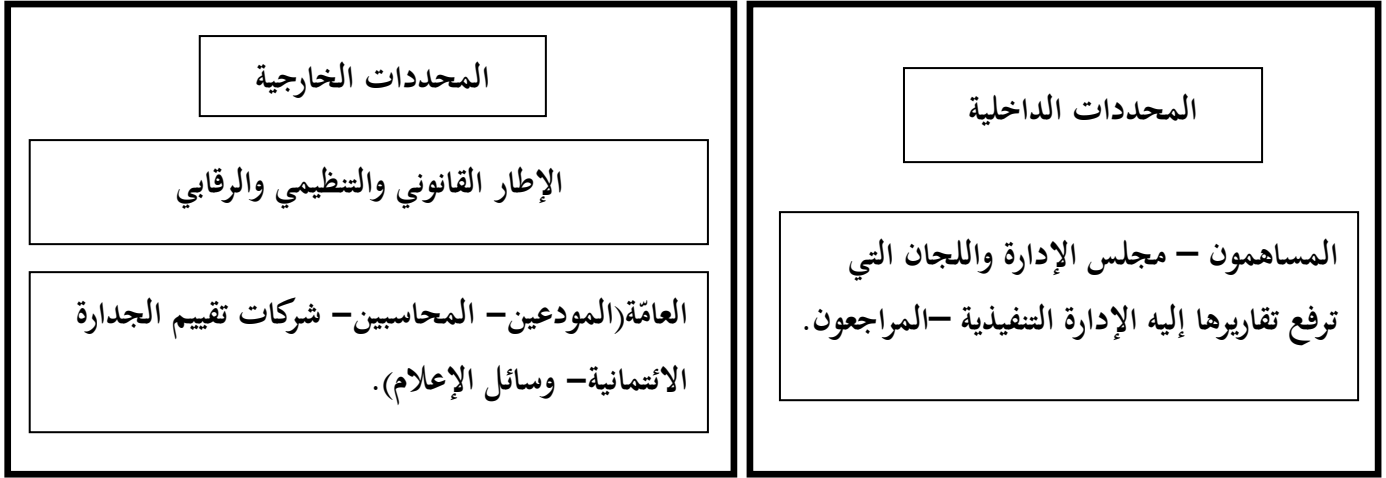 المحددات الداخلية
المساهمون – مجلس الإدارة واللجان التي
ترفع تقاريرها إليه الإدارة التنفيذية –المراجعون.
المحددات الخارجية
الإطار القانوني والتنظيمي والرقابي
العامّة(المودعين– المحاسبين– شركات تقييم الجدارة
الائتمانية– وسائل الإعلام).